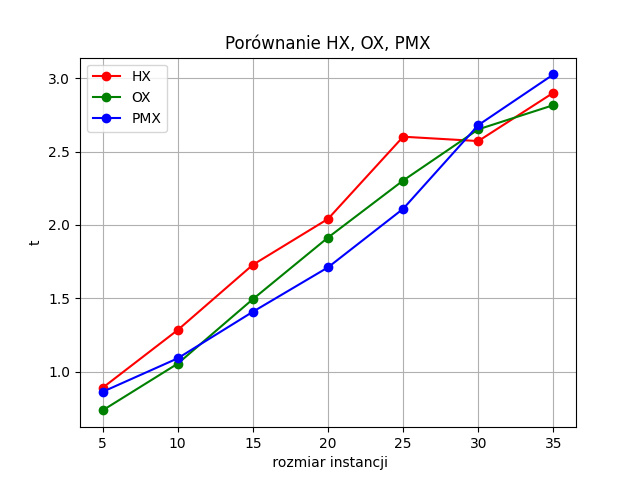 Porównanie HX, OX, PMX
HX
OX
PMX
3.0
2.5
2.0
1.5
1.0
t
5 10 15 20 25 30 35
rozmiar instancji